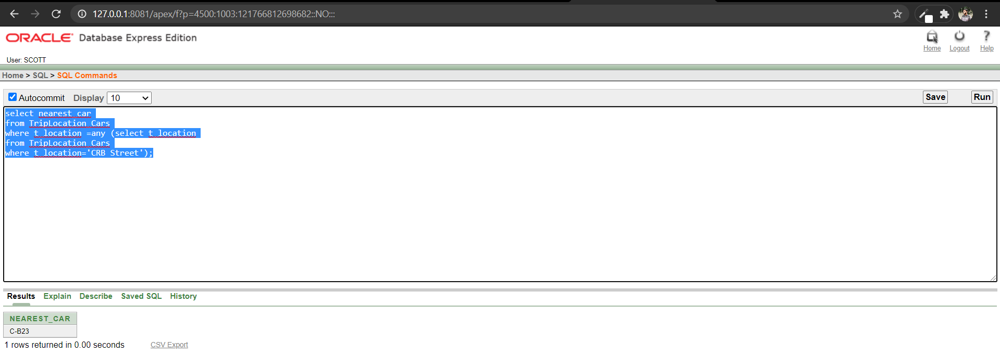 127.0.0.1:8081/apex/f?p=4500:1003:121766812698682::NO:::
ORACLE Database Express Edition
Home Logout Help
User: SCOTT
Home > SQL > SQL Commands
Autocommit Display 10 Save Run
select nearest_car
from TripLocation_Cars
where t_location =any (select t_location
from TripLocation_Cars
where t_location='CRB Street');
Results Explain Describe Saved SQL History
NEAREST_CAR
C-B23
1 rows returned in 0.00 seconds CSV Export